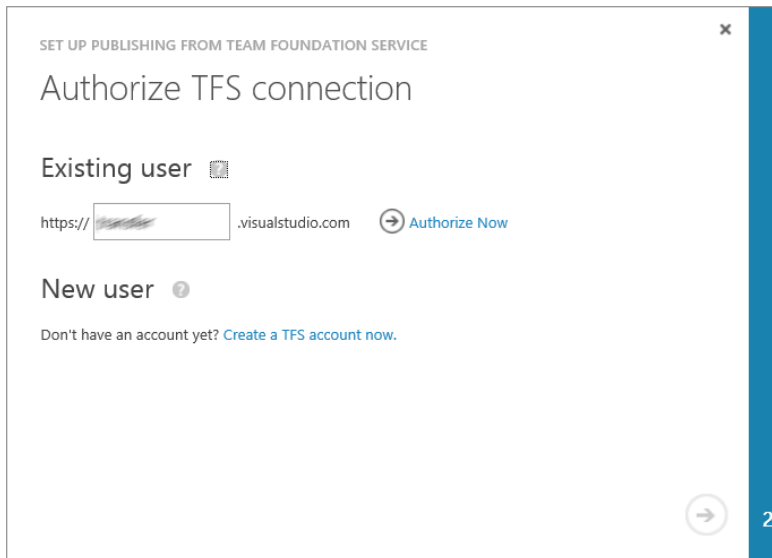 SET UP PUBLISHING FROM TEAM FOUNDATION SERVICE
Authorize TFS connection
Existing user ?
https:// .visualstudio.com Authorize Now
New user ?
Don't have an account yet? Create a TFS account now.
2